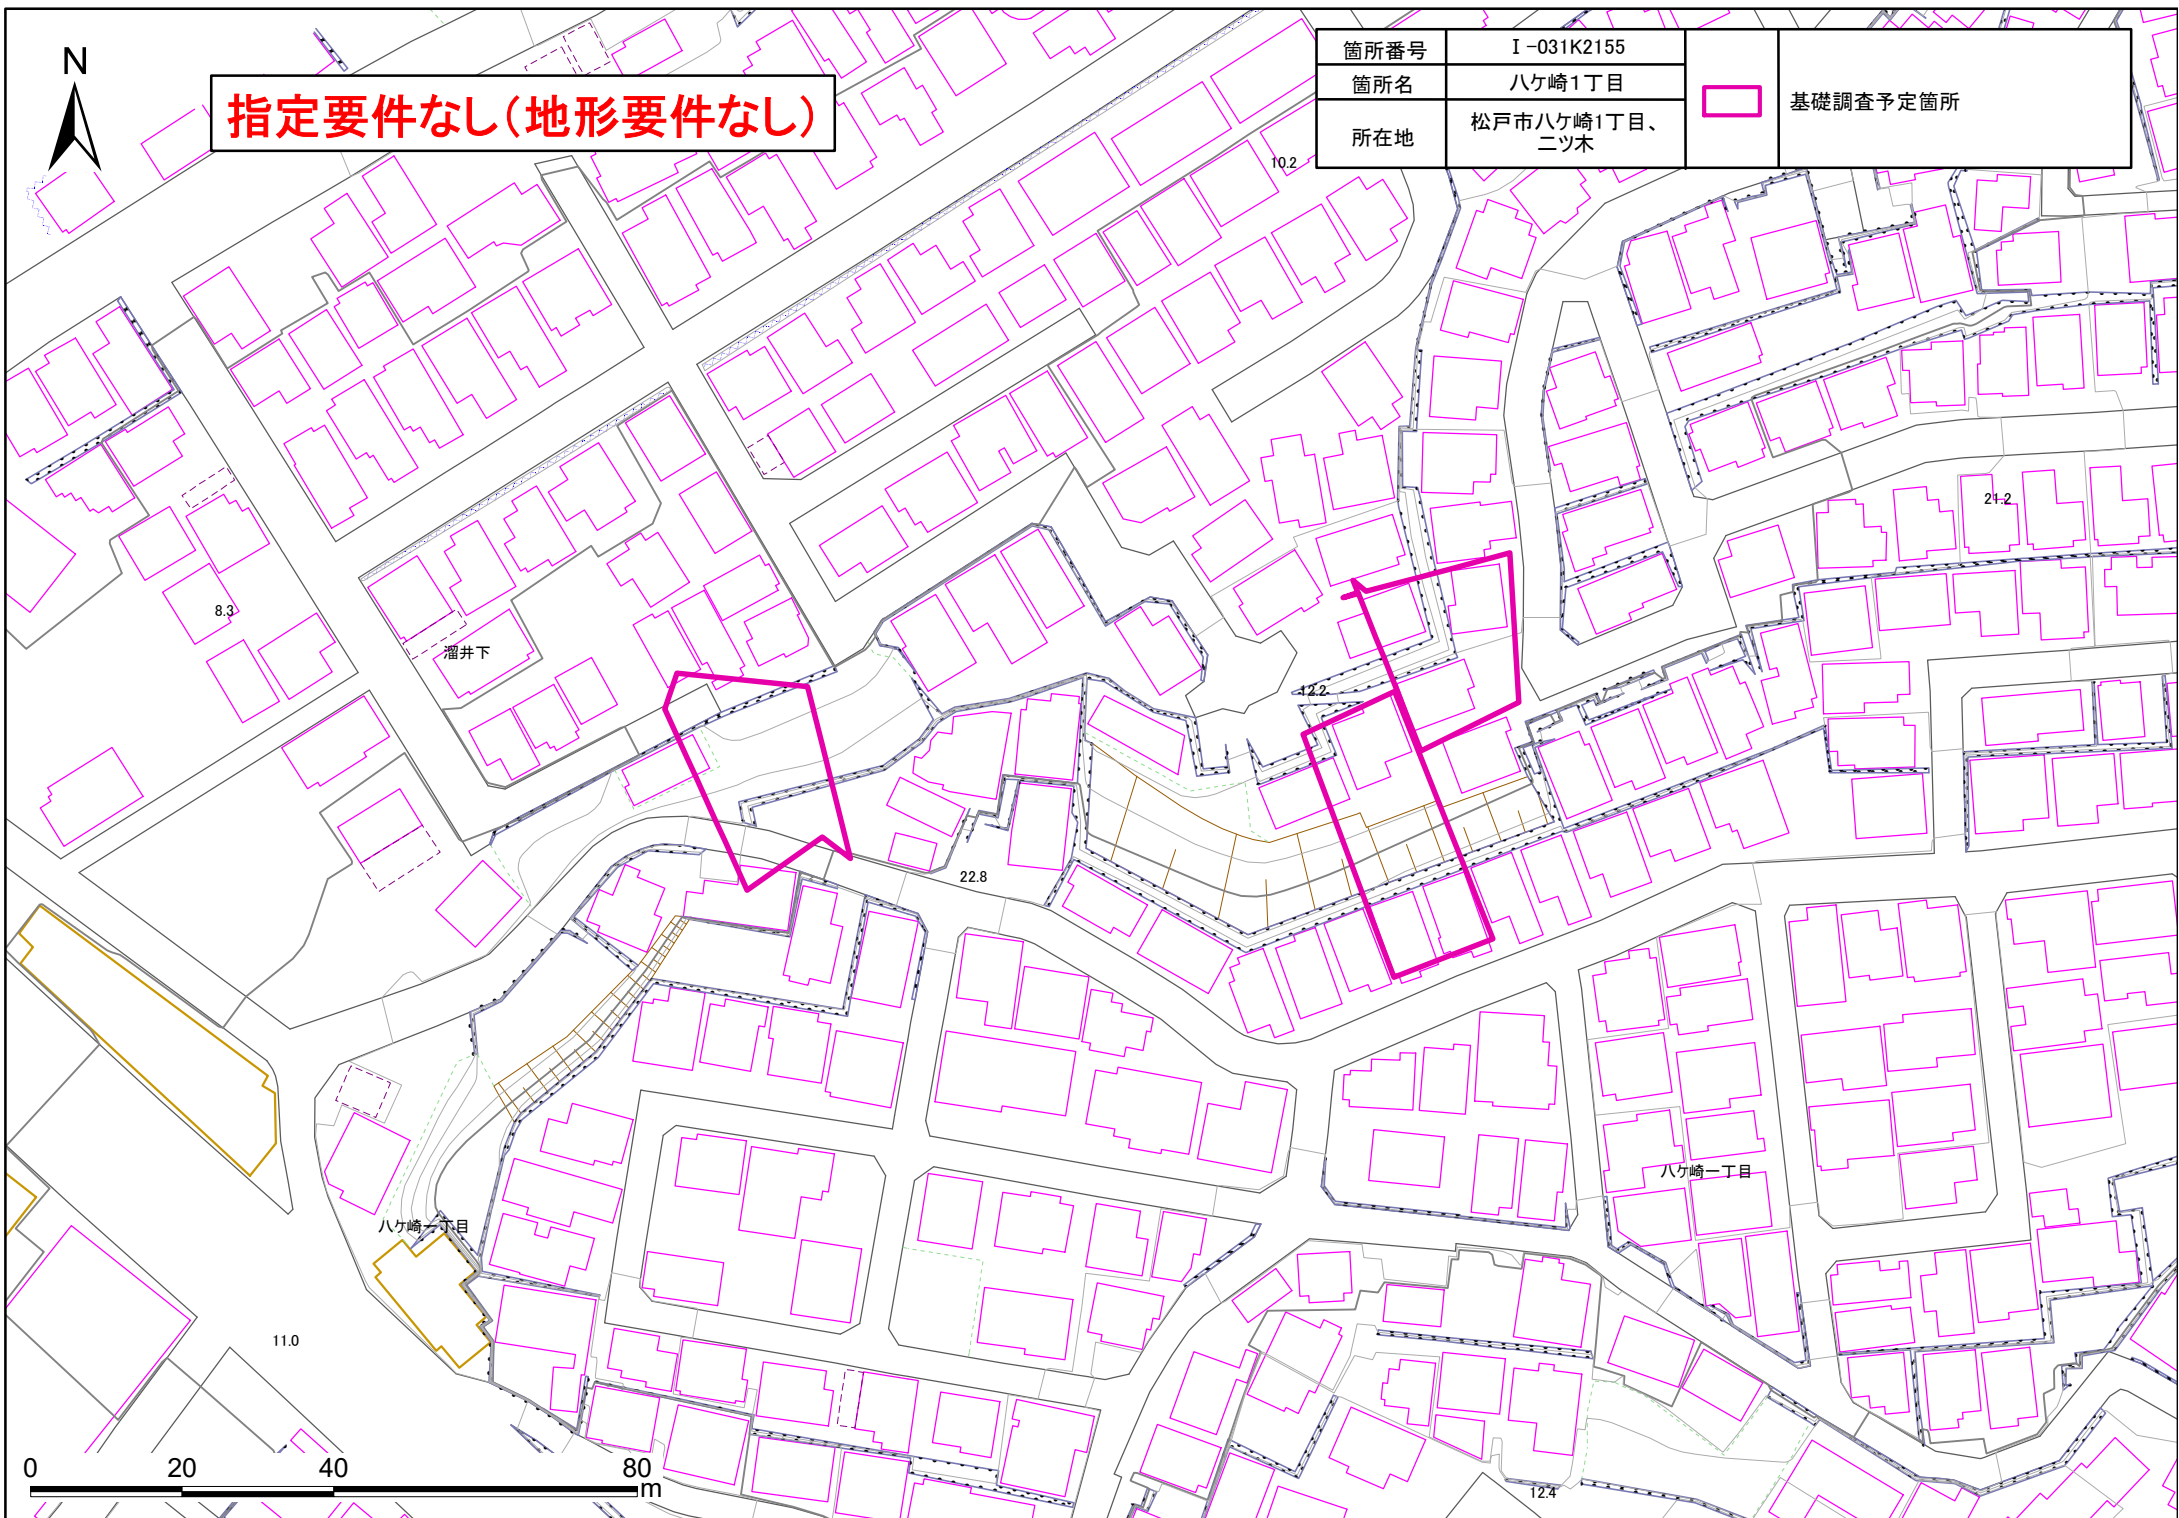 N
指定要件なし(地形要件なし)
箇所番号
Ⅰ-031K2155
箇所名
八ケ崎1丁目
所在地
松戸市八ケ崎1丁目、
二ツ木
基礎調査予定箇所
10.2
21.2
8.3
溜井下
12.2
22.8
八ケ崎一丁目
八ケ崎一丁目
11.0
12.4
0 20 40 80
m